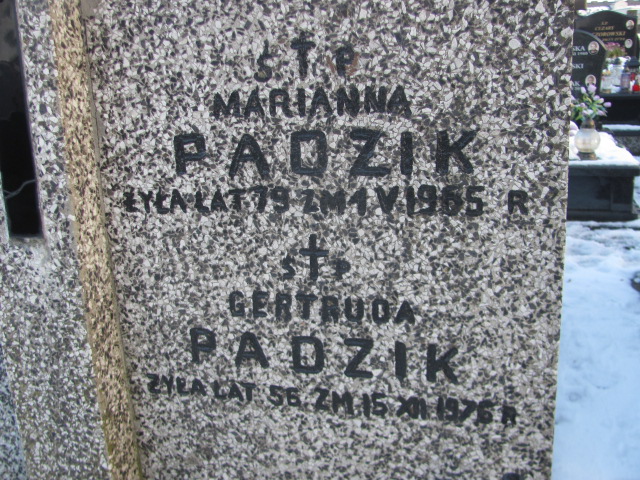 Ś † P
MARIANNA
PADZIK
ŻYŁA LAT 79 ZM 1 V 1965 R
Ś † P
GERTRUDA
PADZIK
ŻYŁA LAT 56 ZM 15 XII 1976 R